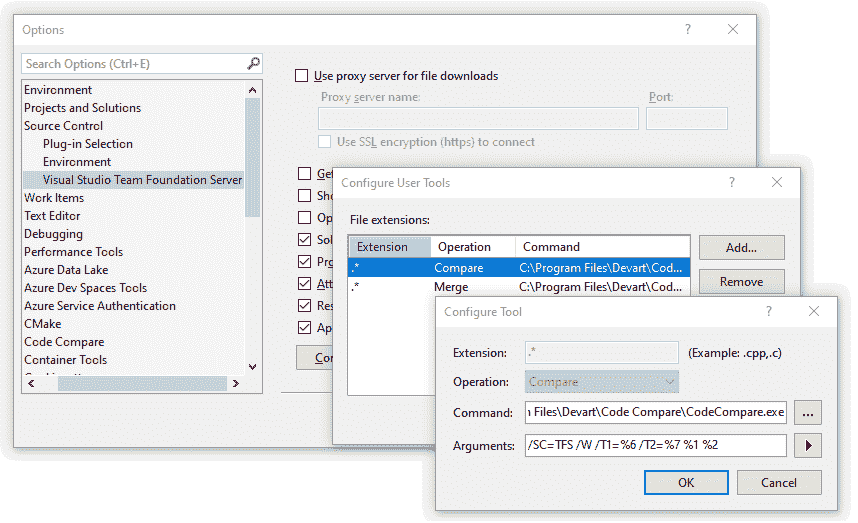 Options
Search Options (Ctrl+E)
Environment
Projects and Solutions
Source Control
Plug-in Selection
Environment
Visual Studio Team Foundation Server
Work Items
Text Editor
Debugging
Performance Tools
Azure Data Lake
Azure Dev Spaces Tools
Azure Service Authentication
CMake
Code Compare
Container Tools
Use proxy server for file downloads
Proxy server name:
Port:
Use SSL encryption (https) to connect
Get
Sho
Op
Sol
Pro
Att
Res
Ap
Con
Configure User Tools
File extensions:
Extension Operation Command
.* Compare C:\Program Files\Devart\Cod...
.* Merge C:\Program Files\Devart\Cod...
Add...
Remove
Configure Tool
Extension: .* (Example: .cpp,.c)
Operation: Compare
Command: Files\Devart\Code Compare\CodeCompare.exe ...
Arguments: /SC=TFS /W /T1=%6 /T2=%7 %1 %2
OK Cancel